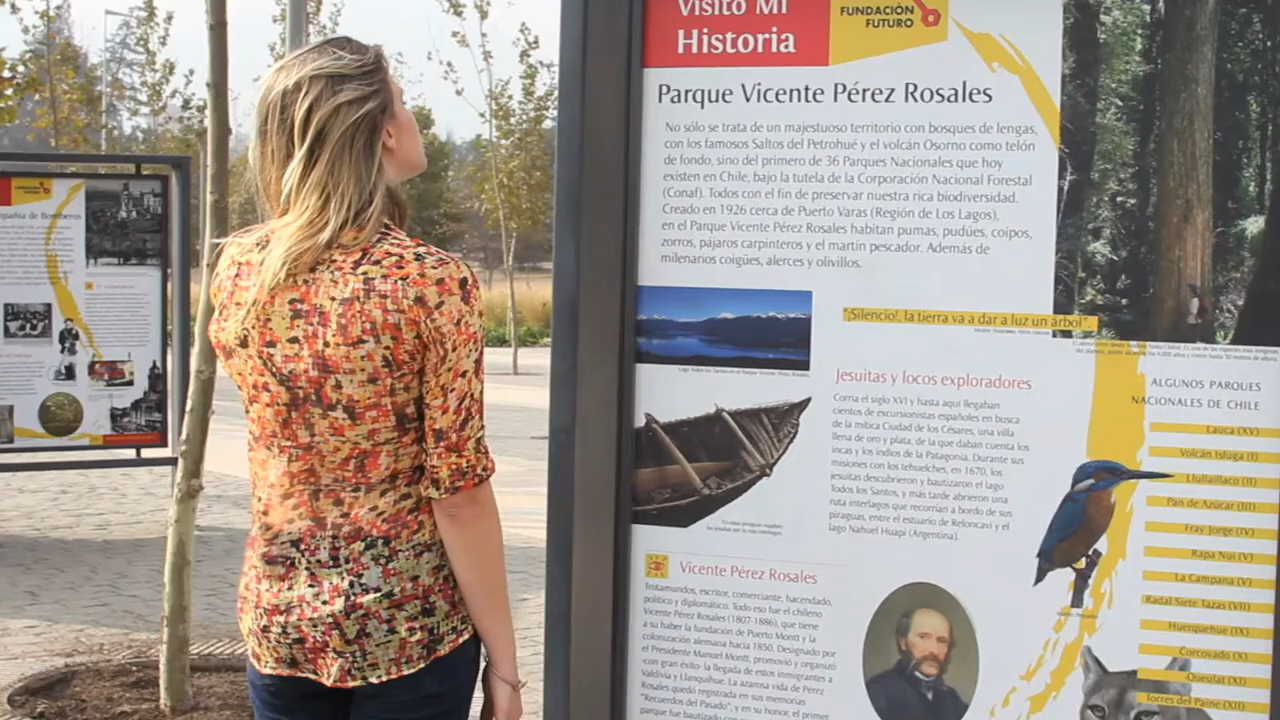 Visito Mi
Historia
FUNDACIÓN
FUTURO
Parque Vicente Pérez Rosales
No sólo se trata de un majestuoso territorio con bosques de lengas,
con los famosos Saltos del Petrohué y el volcán Osorno como telón
de fondo, sino del primero de 36 Parques Nacionales que hoy
existen en Chile, bajo la tutela de la Corporación Nacional Forestal
(Conaf). Todos con el fin de preservar nuestra rica biodiversidad.
Creado en 1926 cerca de Puerto Varas (Región de Los Lagos),
en el Parque Vicente Pérez Rosales habitan pumas, pudúes, coipos,
zorros, pájaros carpinteros y el martín pescador. Además de
milenarios coigües, alerces y olivillos.
"¡Silencio!, la tierra va a dar a luz un árbol".
Jesuitas y locos exploradores
Corría el siglo XVI y hasta aquí llegaban
cientos de excursionistas españoles en busca
de la mítica Ciudad de los Césares, una villa
llena de oro y plata, de la que daban cuenta los
incas y los indios de la Patagonia. Durante sus
misiones con los tehuelches, en 1670, los
jesuitas descubrieron y bautizaron el lago
Todos los Santos, y más tarde abrieron una
ruta interlagos que recorrían a bordo de sus
piraguas, entre el estuario de Reloncaví y el
lago Nahuel Huapi (Argentina).
Vicente Pérez Rosales
Trotamundos, escritor, comerciante, hacendado,
político y diplomático. Todo eso fue el chileno
Vicente Pérez Rosales (1807-1886), que tiene
a su haber la fundación de Puerto Montt y la
colonización alemana hacia 1850. Designado por
el Presidente Manuel Montt, promovió y organizó
-con gran éxito- la llegada de estos inmigrantes a
Valdivia y Llanquihue. La azarosa vida de Pérez
Rosales quedó registrada en sus memorias
"Recuerdos del Pasado", y en su honor, el primer
parque fue bautizado con
ALGUNOS PARQUES
NACIONALES DE CHILE
Lauca (XV)
Volcán Isluga (I)
Llullaillaco (II)
Pan de Azúcar (III)
Fray Jorge (IV)
Rapa Nui (V)
La Campana (V)
Radal Siete Tazas (VII)
Huerquehue (IX)
Corcovado (X)
Queulat (XI)
Torres del Paine (XII)
Bomberos